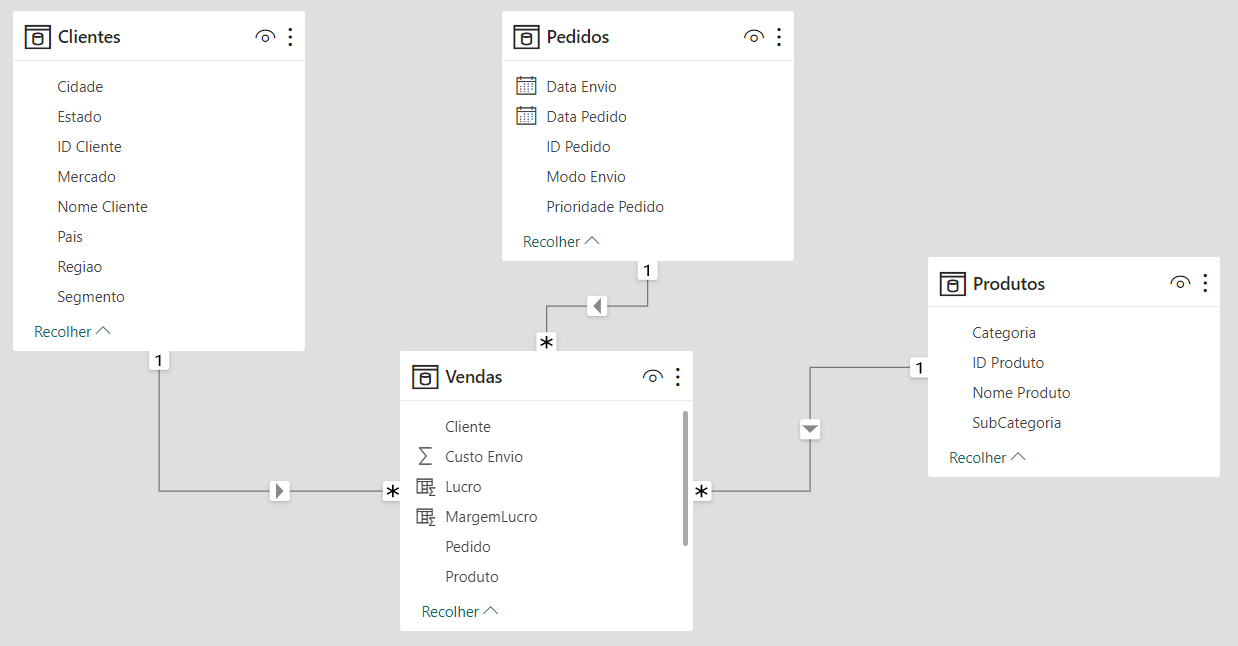 Clientes
Cidade
Estado
ID Cliente
Mercado
Nome Cliente
Pais
Regiao
Segmento
Recolher
1
Pedidos
Data Envio
Data Pedido
ID Pedido
Modo Envio
Prioridade Pedido
Recolher
1
*
Produtos
Categoria
ID Produto
Nome Produto
SubCategoria
Recolher
1
Vendas
Cliente
Custo Envio
Lucro
MargemLucro
Pedido
Produto
Recolher
*
*